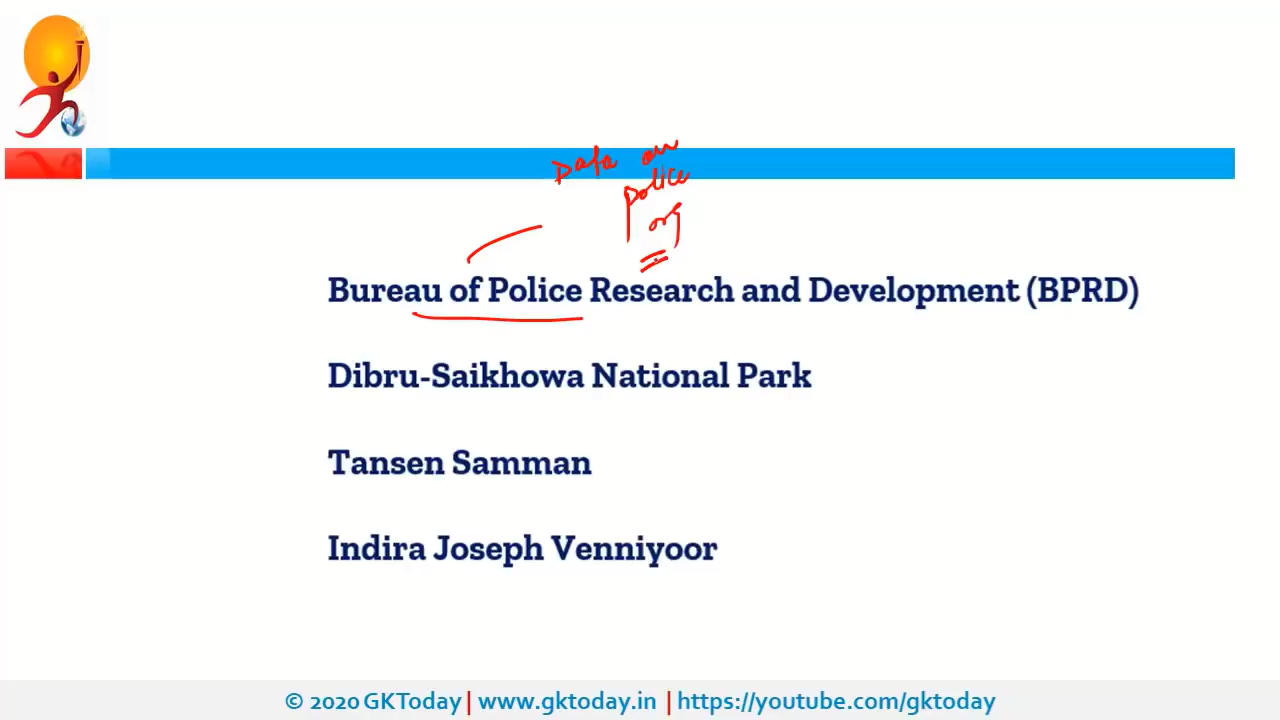 Data on
Police
org
Bureau of Police Research and Development (BPRD)
Dibru-Saikhowa National Park
Tansen Samman
Indira Joseph Venniyoor
© 2020 GKToday | www.gktoday.in | https://youtube.com/gktoday